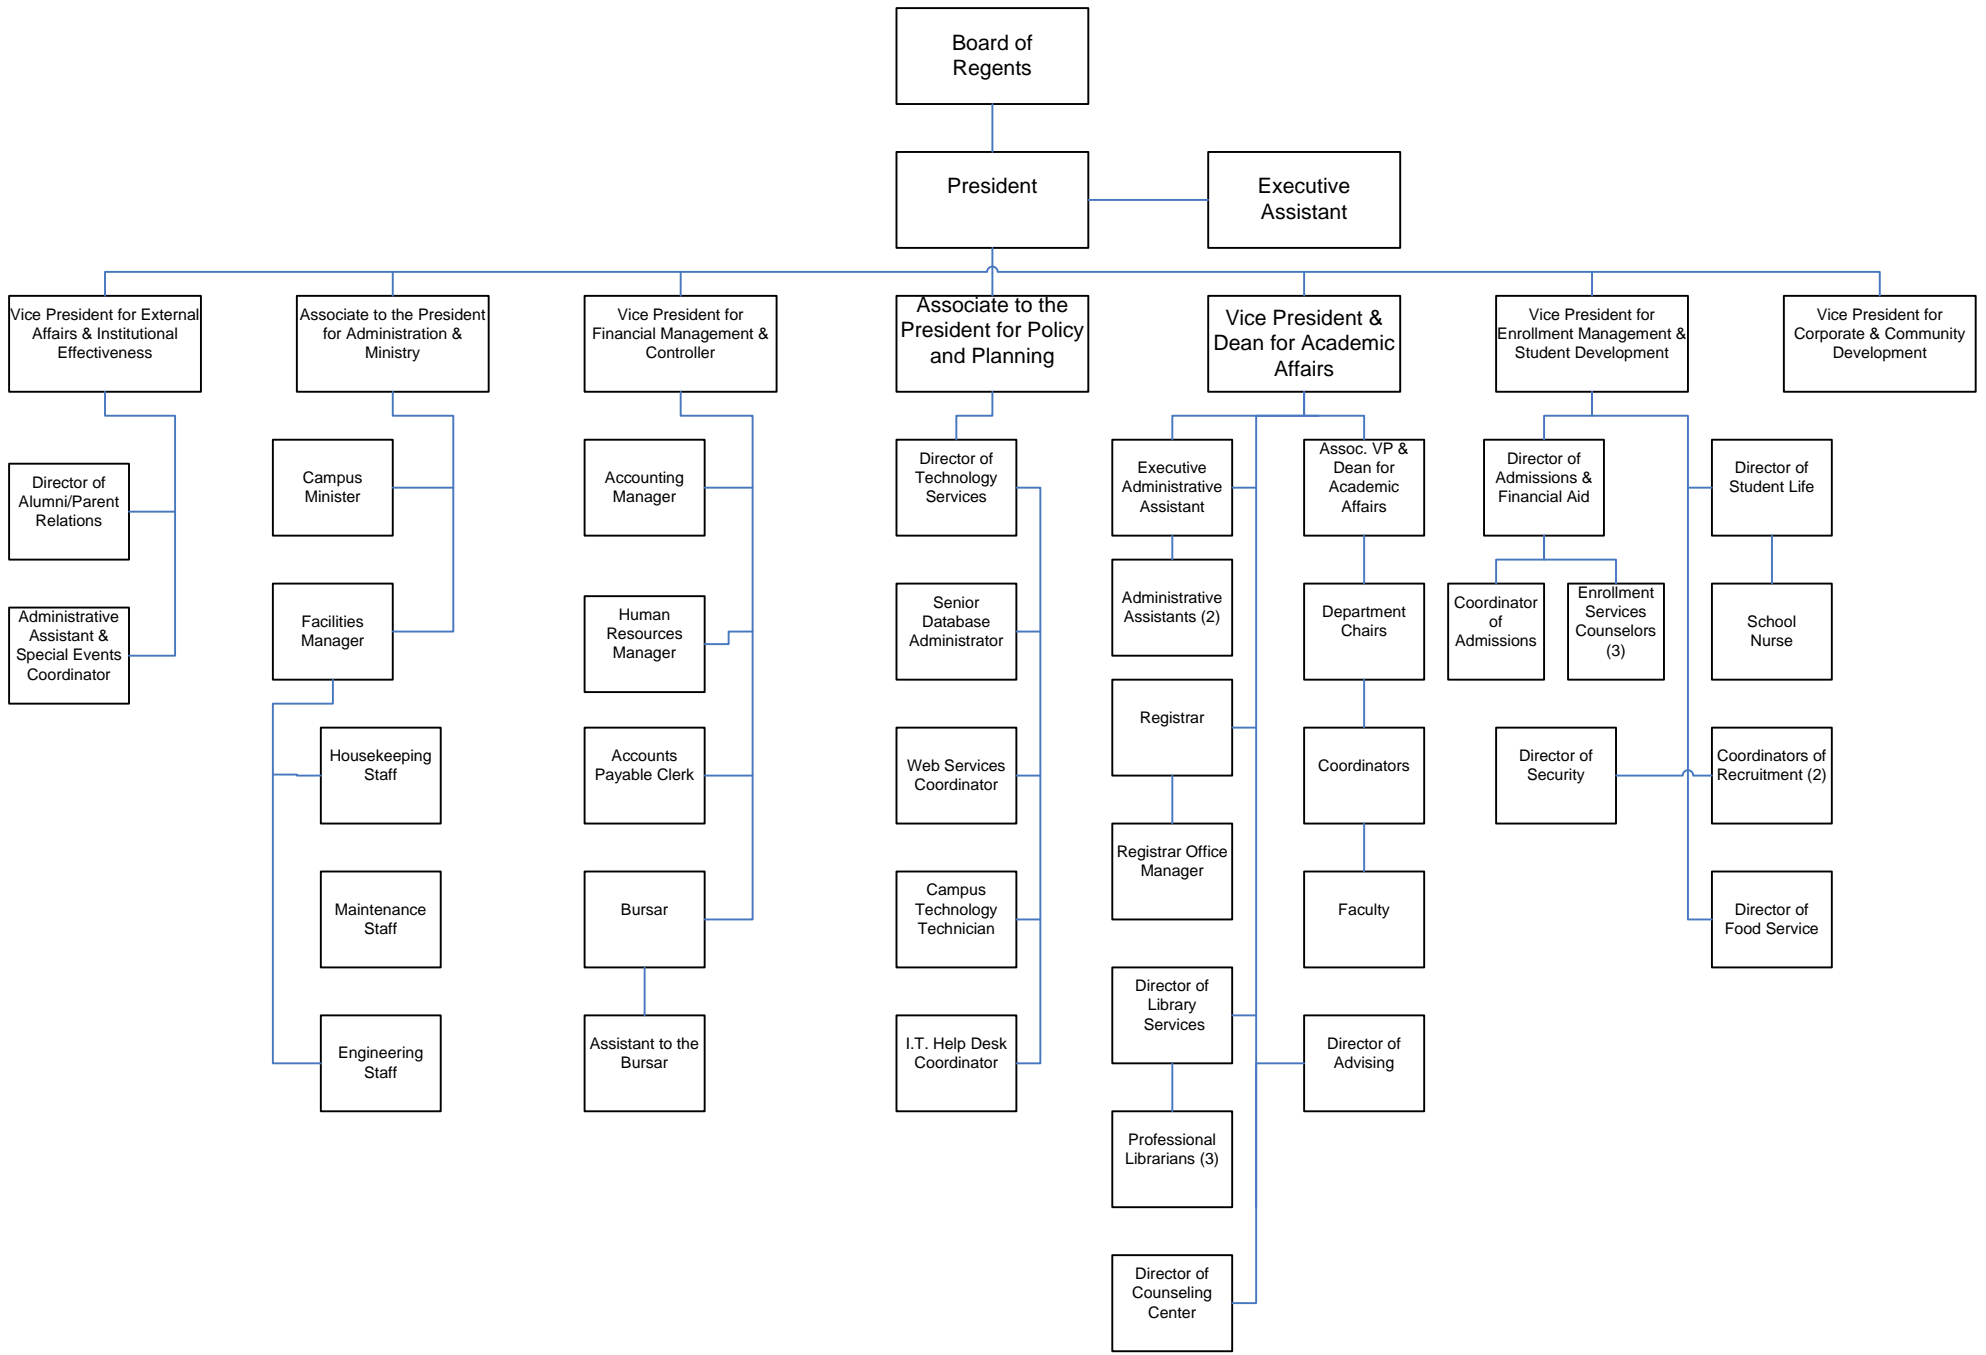 Board of
Regents
President
Executive
Assistant
Vice President for External
Affairs & Institutional
Effectiveness
Associate to the President
for Administration &
Ministry
Vice President for
Financial Management &
Controller
Associate to the
President for Policy
and Planning
Vice President &
Dean for Academic
Affairs
Vice President for
Enrollment Management &
Student Development
Vice President for
Corporate & Community
Development
Director of
Alumni/Parent
Relations
Administrative
Assistant &
Special Events
Coordinator
Campus
Minister
Facilities
Manager
Housekeeping
Staff
Maintenance
Staff
Engineering
Staff
Accounting
Manager
Human
Resources
Manager
Accounts
Payable Clerk
Bursar
Assistant to the
Bursar
Director of
Technology
Services
Senior
Database
Administrator
Web Services
Coordinator
Campus
Technology
Technician
I.T. Help Desk
Coordinator
Executive
Administrative
Assistant
Administrative
Assistants (2)
Registrar
Registrar Office
Manager
Director of
Library
Services
Professional
Librarians (3)
Director of
Counseling
Center
Assoc. VP &
Dean for
Academic
Affairs
Department
Chairs
Coordinators
Faculty
Director of
Advising
Director of
Admissions &
Financial Aid
Coordinator
of
Admissions
Enrollment
Services
Counselors
(3)
Director of
Security
Director of
Student Life
School
Nurse
Coordinators of
Recruitment (2)
Director of
Food Service